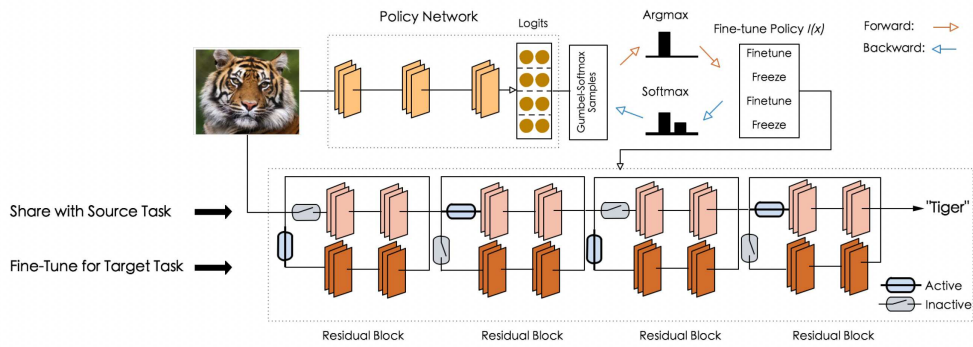 Policy Network
Logits
Gumbel-Softmax
Samples
Argmax
Softmax
Fine-tune Policy I(x)
Finetune
Freeze
Finetune
Freeze
Forward:
Backward:
Share with Source Task
Fine-Tune for Target Task
"Tiger"
Active
Inactive
Residual Block
Residual Block
Residual Block
Residual Block